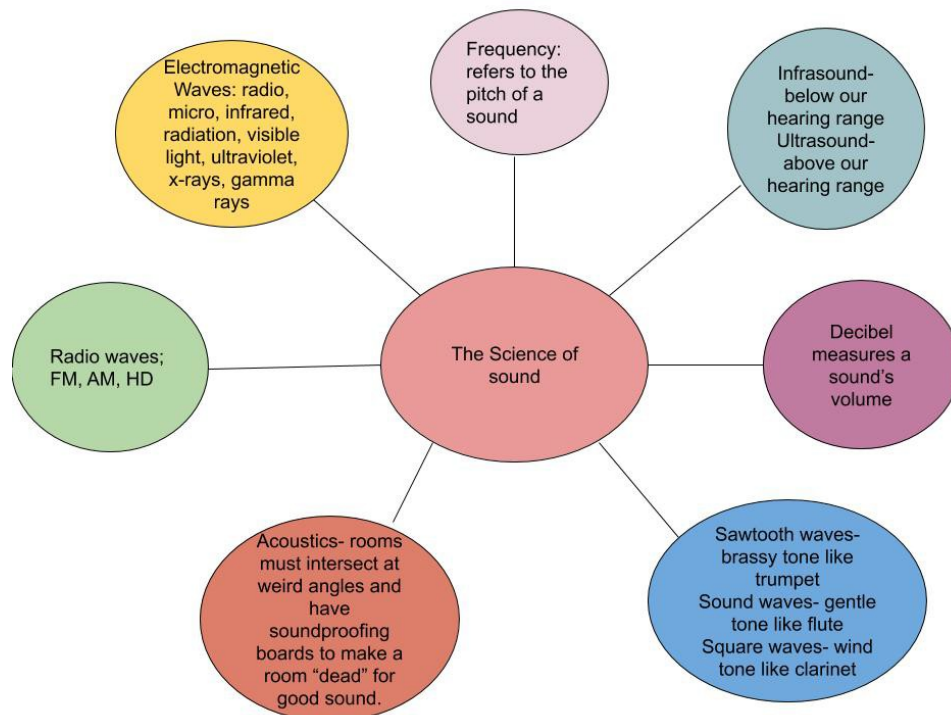 Electromagnetic
Waves: radio,
micro, infrared,
radiation, visible
light, ultraviolet,
x-rays, gamma
rays
Frequency:
refers to the
pitch of a
sound
Infrasound-
below our
hearing range
Ultrasound-
above our
hearing range
Radio waves;
FM, AM, HD
The Science of
sound
Decibel
measures a
sound's
volume
Acoustics- rooms
must intersect at
weird angles and
have
soundproofing
boards to make a
room “dead” for
good sound.
Sawtooth waves-
brassy tone like
trumpet
Sound waves- gentle
tone like flute
Square waves- wind
tone like clarinet